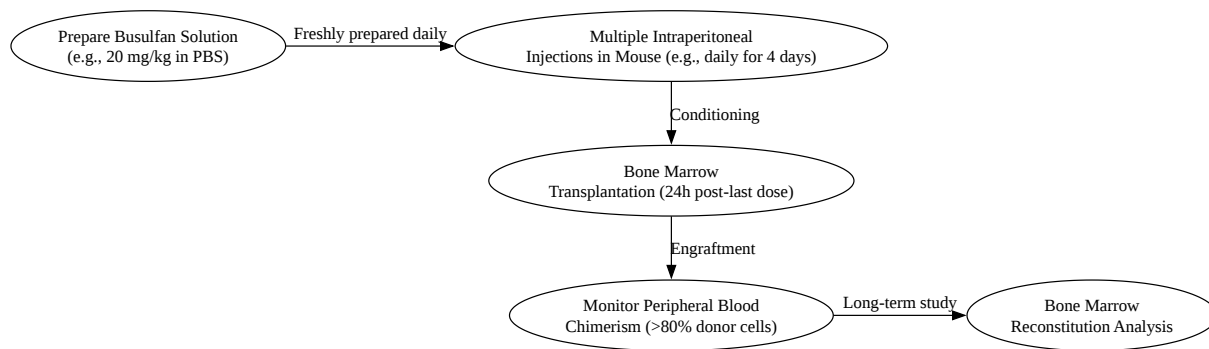 Prepare Busulfan Solution
(e.g., 20 mg/kg in PBS)
Freshly prepared daily
Multiple Intraperitoneal
Injections in Mouse (e.g., daily for 4 days)
Conditioning
Bone Marrow
Transplantation (24h post-last dose)
Engraftment
Monitor Peripheral Blood
Chimerism (>80% donor cells)
Long-term study
Bone Marrow
Reconstitution Analysis